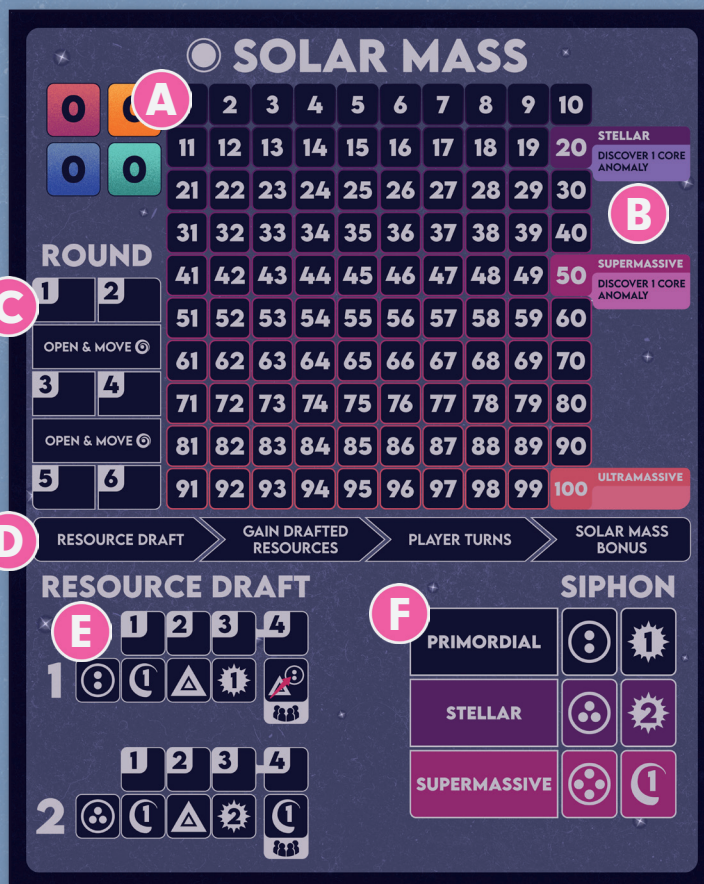 SOLAR MASS
0 0 A 2 3 4 5 6 7 8 9 10
0 0 11 12 13 14 15 16 17 18 19 20 STELLAR
DISCOVER 1 CORE
ANOMALY
21 22 23 24 25 26 27 28 29 30 B
31 32 33 34 35 36 37 38 39 40
ROUND
41 42 43 44 45 46 47 48 49 50 SUPERMASSIVE
DISCOVER 1 CORE
ANOMALY
C 1 2
51 52 53 54 55 56 57 58 59 60
OPEN & MOVE
61 62 63 64 65 66 67 68 69 70
3 4
71 72 73 74 75 76 77 78 79 80
OPEN & MOVE
81 82 83 84 85 86 87 88 89 90
5 6
91 92 93 94 95 96 97 98 99 100 ULTRAMASSIVE
D RESOURCE DRAFT
GAIN DRAFTED
RESOURCES
PLAYER TURNS
SOLAR MASS
BONUS
RESOURCE DRAFT
E 1 2 3 4
1 1 1
1 2 3 4
2 1 2 1
SIPHON
F
PRIMORDIAL 1
STELLAR 2
SUPERMASSIVE 1